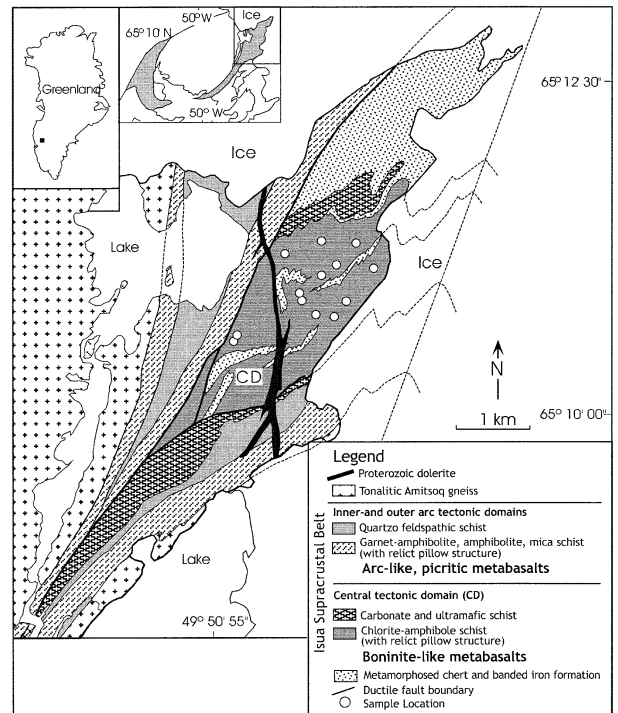 50°W
Ice
65° 10' N
Greenland
50° W
65° 12' 30"
Ice
Lake
Ice
CD
N
1 km
65° 10' 00"
Lake
49° 50' 55"
Legend
Proterozoic dolerite
Tonalitic Amitsoq gneiss
Isua Supracrustal Belt
Inner-and outer arc tectonic domains
Quartzo feldspathic schist
Garnet-amphibolite, amphibolite, mica schist
(with relict pillow structure)
Arc-like, picritic metabasalts
Central tectonic domain (CD)
Carbonate and ultramafic schist
Chlorite-amphibole schist
(with relict pillow structure)
Boninite-like metabasalts
Metamorphosed chert and banded iron formation
Ductile fault boundary
Sample Location